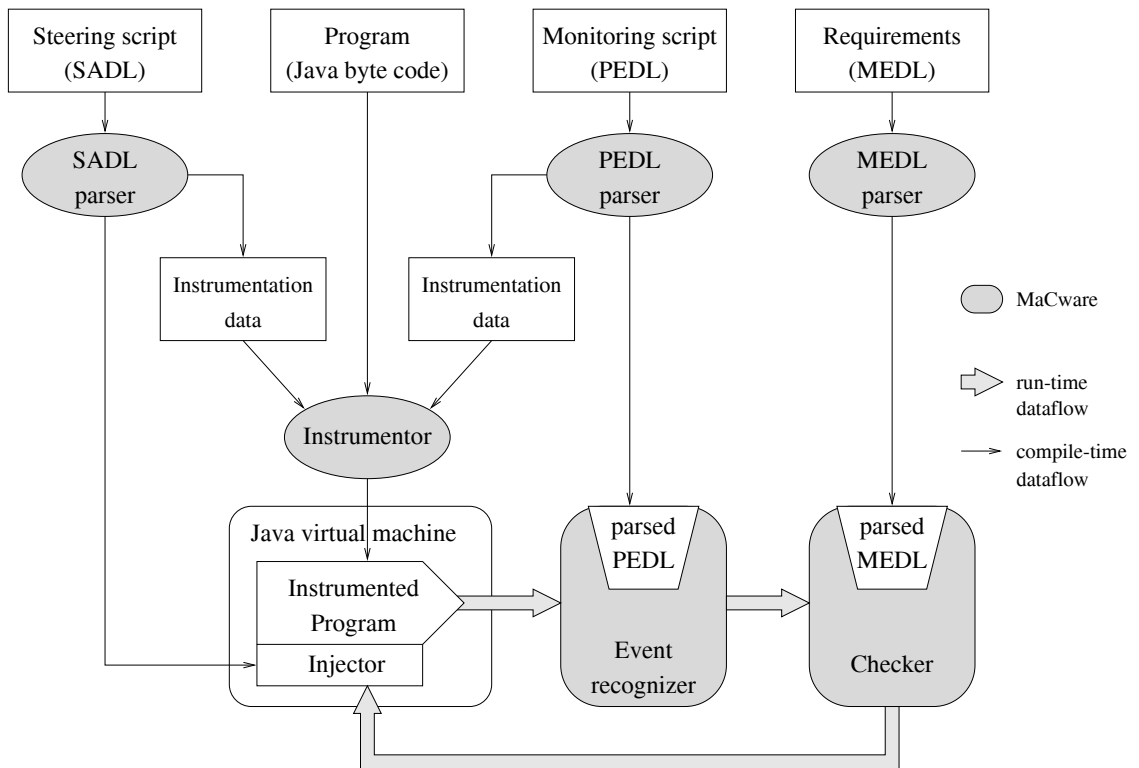 Steering script
(SADL)
Program
(Java byte code)
Monitoring script
(PEDL)
Requirements
(MEDL)
SADL
parser
PEDL
parser
MEDL
parser
Instrumentation
data
Instrumentation
data
MaCware
run-time
dataflow
Instrumentor
compile-time
dataflow
Java virtual machine
Instrumented
Program
Injector
parsed
PEDL
Event
recognizer
parsed
MEDL
Checker